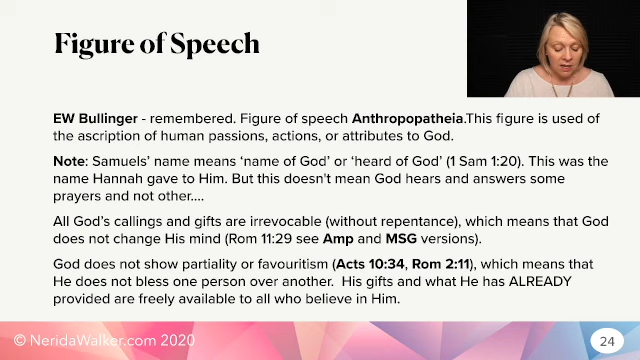 Figure of Speech
EW Bullinger - remembered. Figure of speech Anthropopatheia.This figure is used of
the ascription of human passions, actions, or attributes to God.
Note: Samuels' name means 'name of God' or 'heard of God' (1 Sam 1:20). This was the
name Hannah gave to Him. But this doesn't mean God hears and answers some
prayers and not other....
All God's callings and gifts are irrevocable (without repentance), which means that God
does not change His mind (Rom 11:29 see Amp and MSG versions).
God does not show partiality or favouritism (Acts 10:34, Rom 2:11), which means that
He does not bless one person over another.  His gifts and what He has ALREADY
provided are freely available to all who believe in Him.
© NeridaWalker.com 2020
24